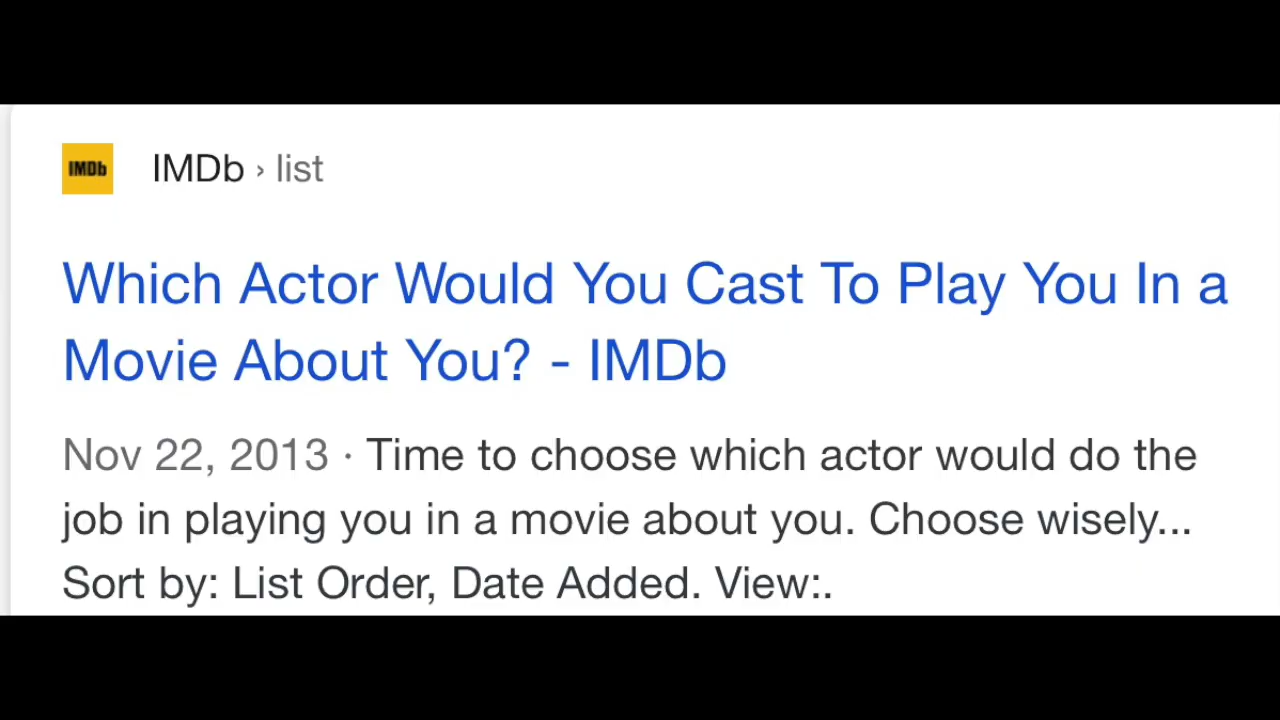 IMDb
IMDb › list
Which Actor Would You Cast To Play You In a
Movie About You? - IMDb
Nov 22, 2013 · Time to choose which actor would do the
job in playing you in a movie about you. Choose wisely...
Sort by: List Order, Date Added. View:.